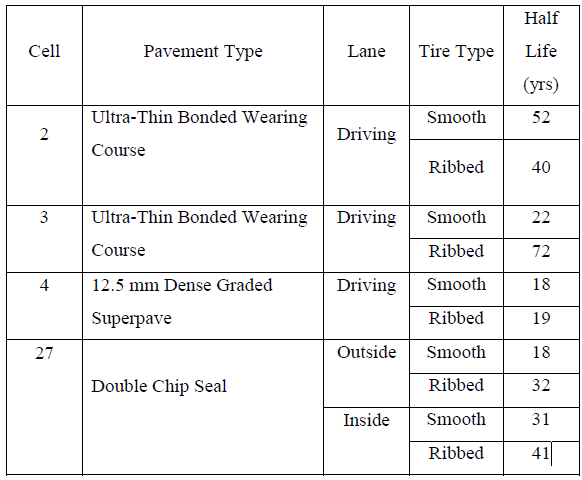 Cell Pavement Type Lane Tire Type Half Life (yrs)
2 Ultra-Thin Bonded Wearing Course Driving Smooth 52
Ribbed 40
3 Ultra-Thin Bonded Wearing Course Driving Smooth 22
Ribbed 72
4 12.5 mm Dense Graded Superpave Driving Smooth 18
Ribbed 19
27 Double Chip Seal Outside Smooth 18
Ribbed 32
Inside Smooth 31
Ribbed 41